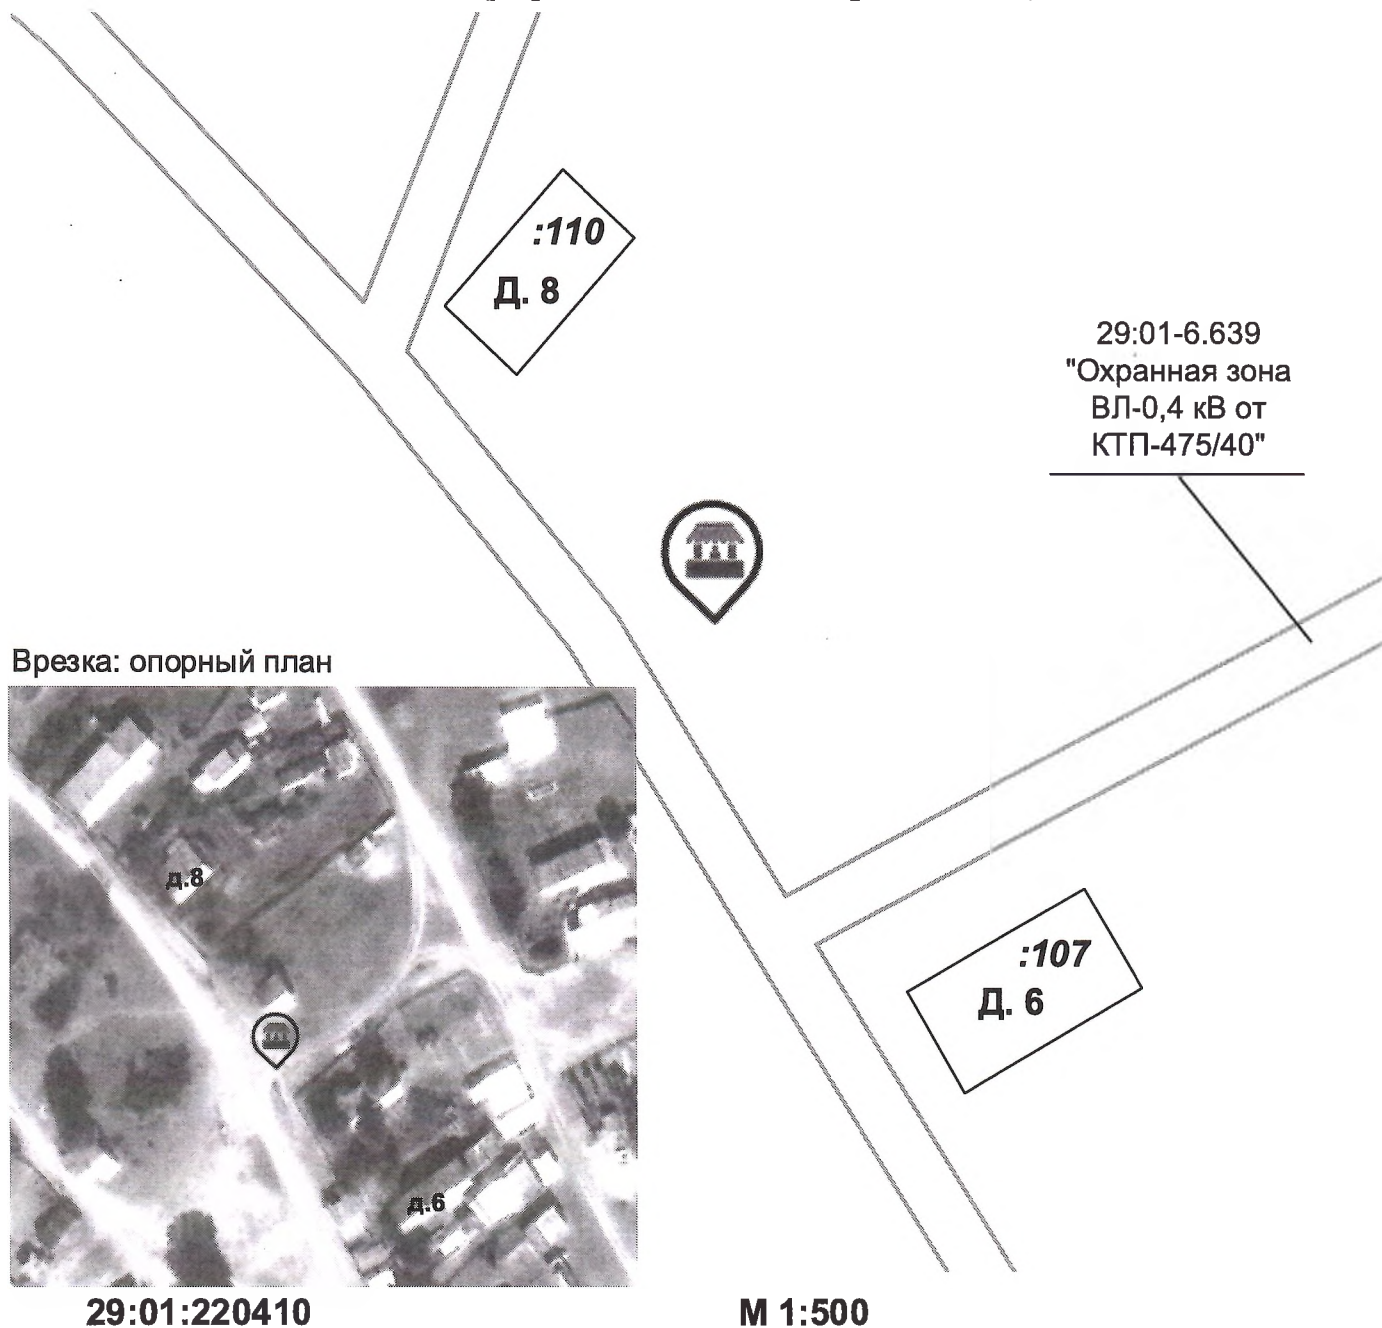 :110
Д. 8
29:01-6.639
"Охранная зона
ВЛ-0,4 кВ от
КТП-475/40"
Врезка: опорный план
д.8
:107
Д. 6
д.6
29:01:220410
М 1:500